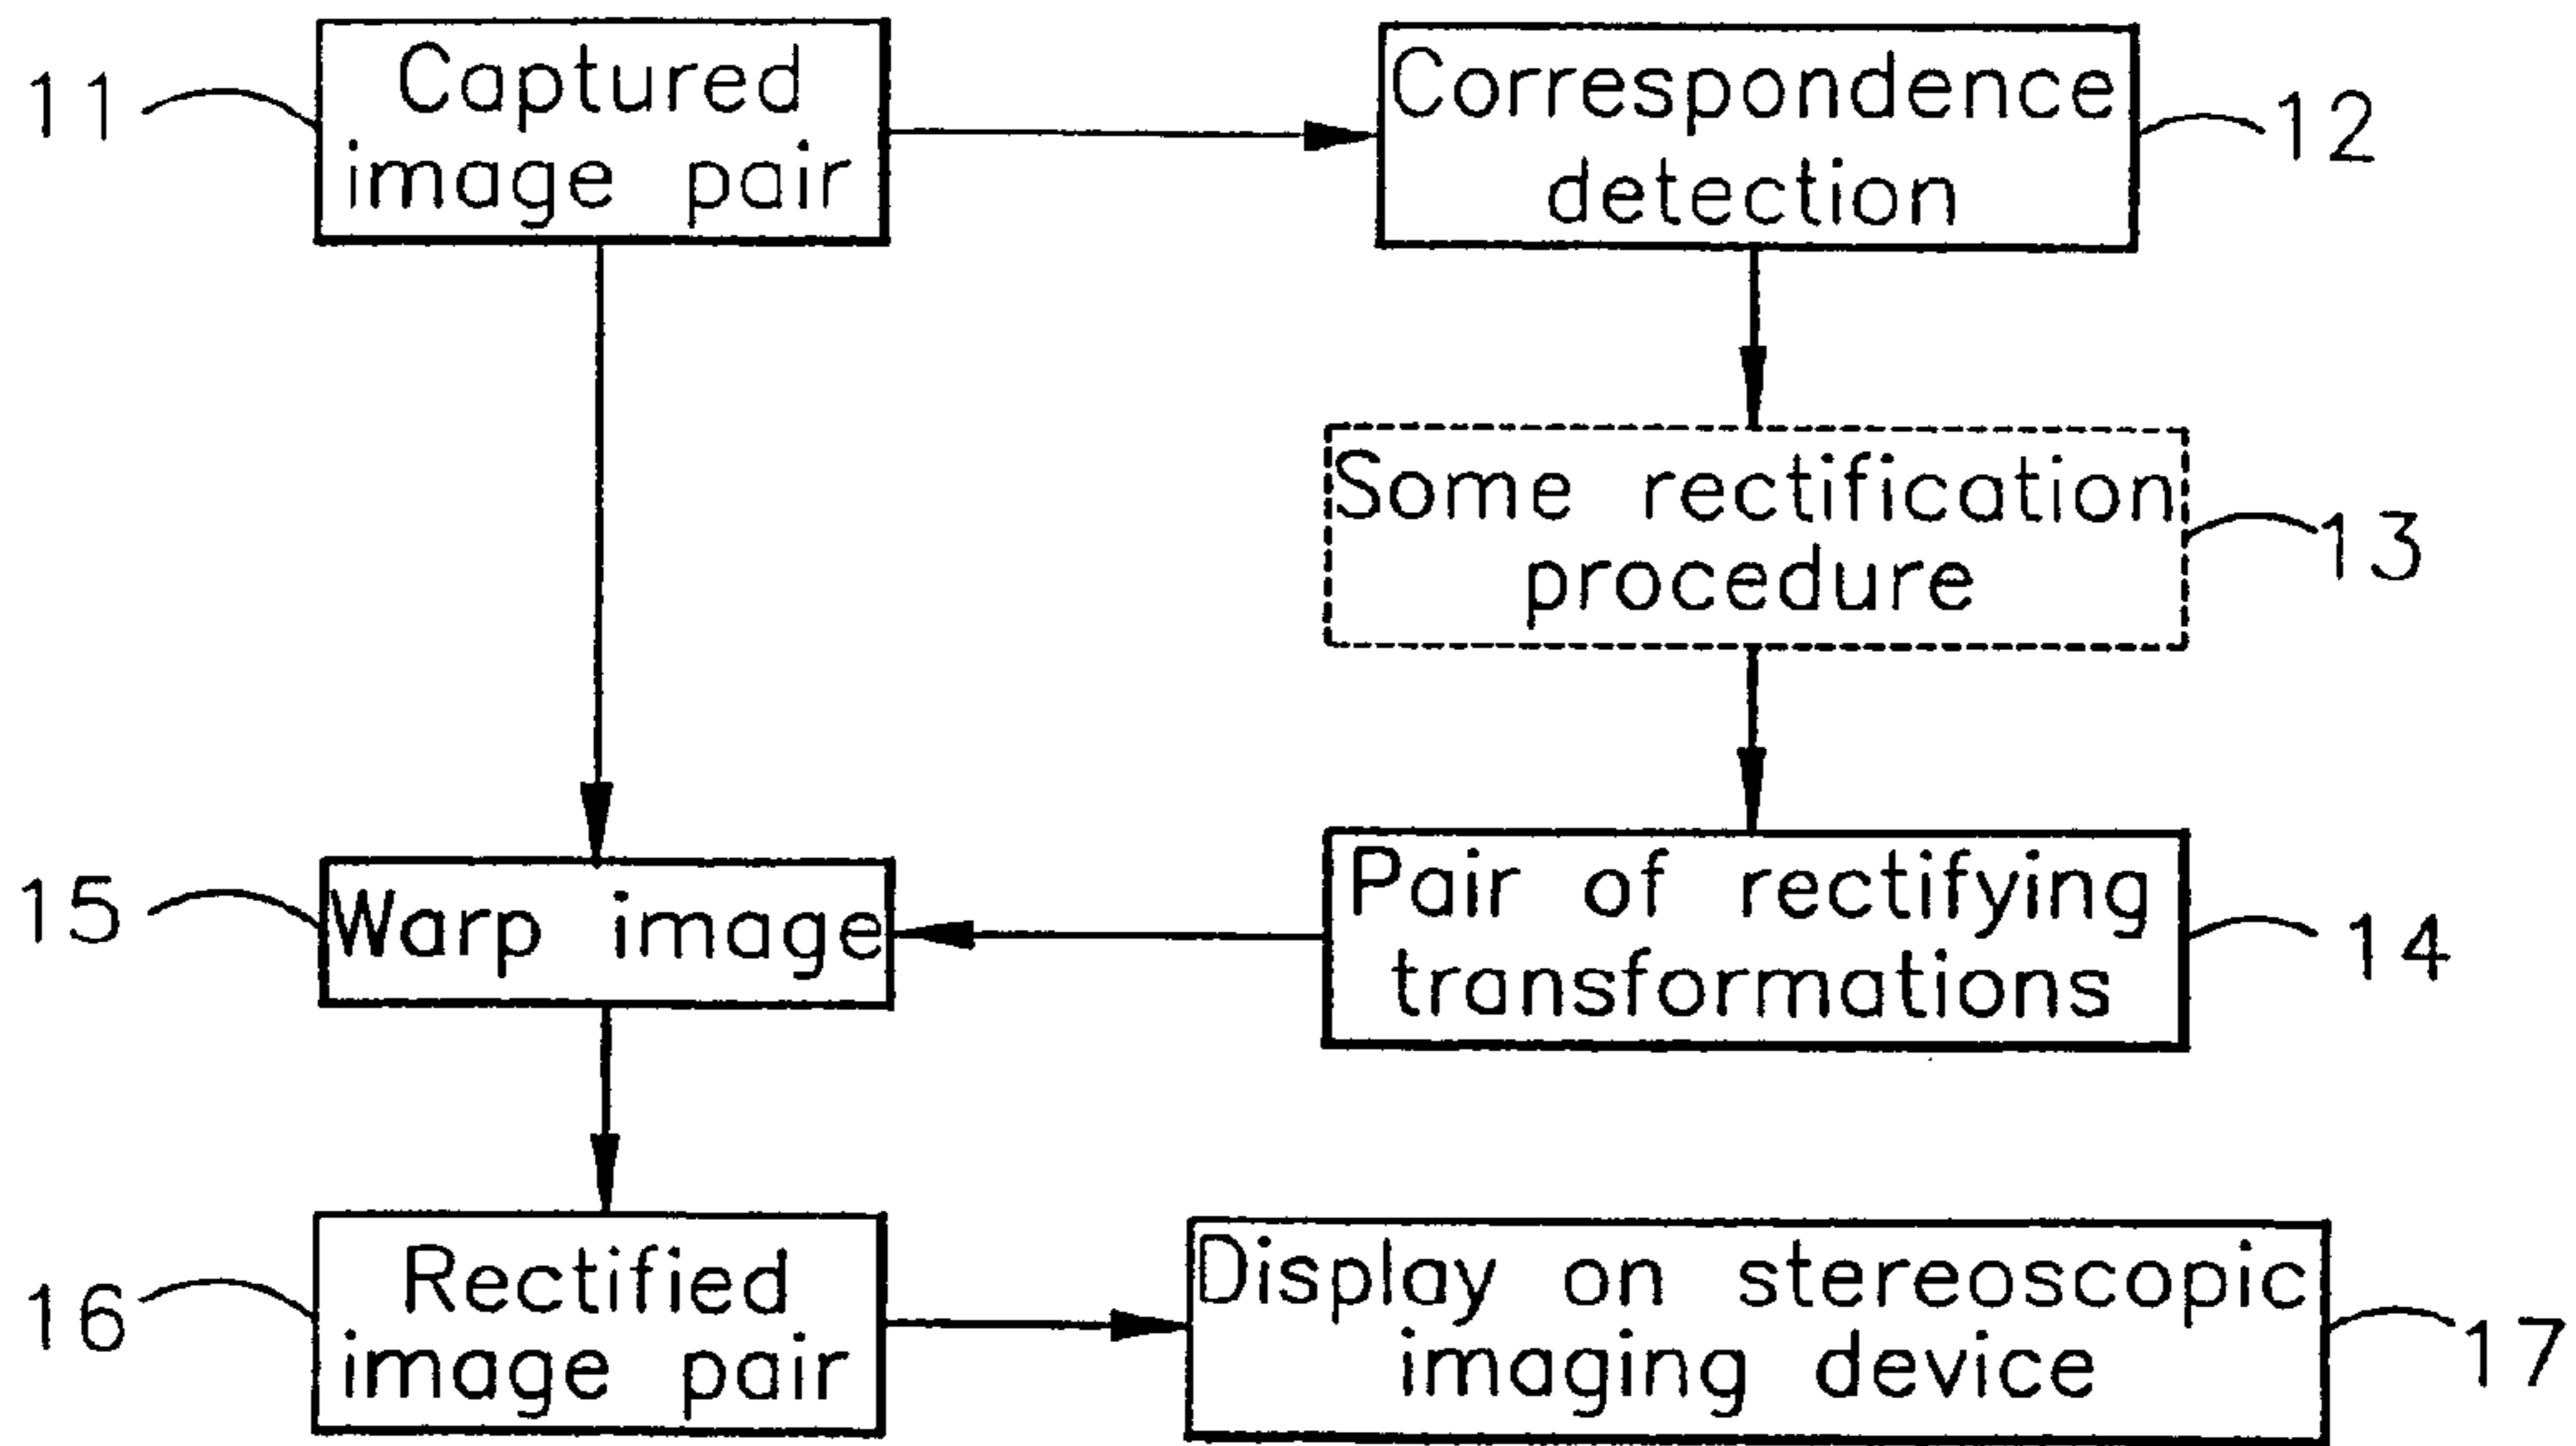 11
Captured
image pair
Correspondence
detection
12
Some rectification
procedure
13
15
Warp image
Pair of rectifying
transformations
14
16
Rectified
image pair
Display on stereoscopic
imaging device
17